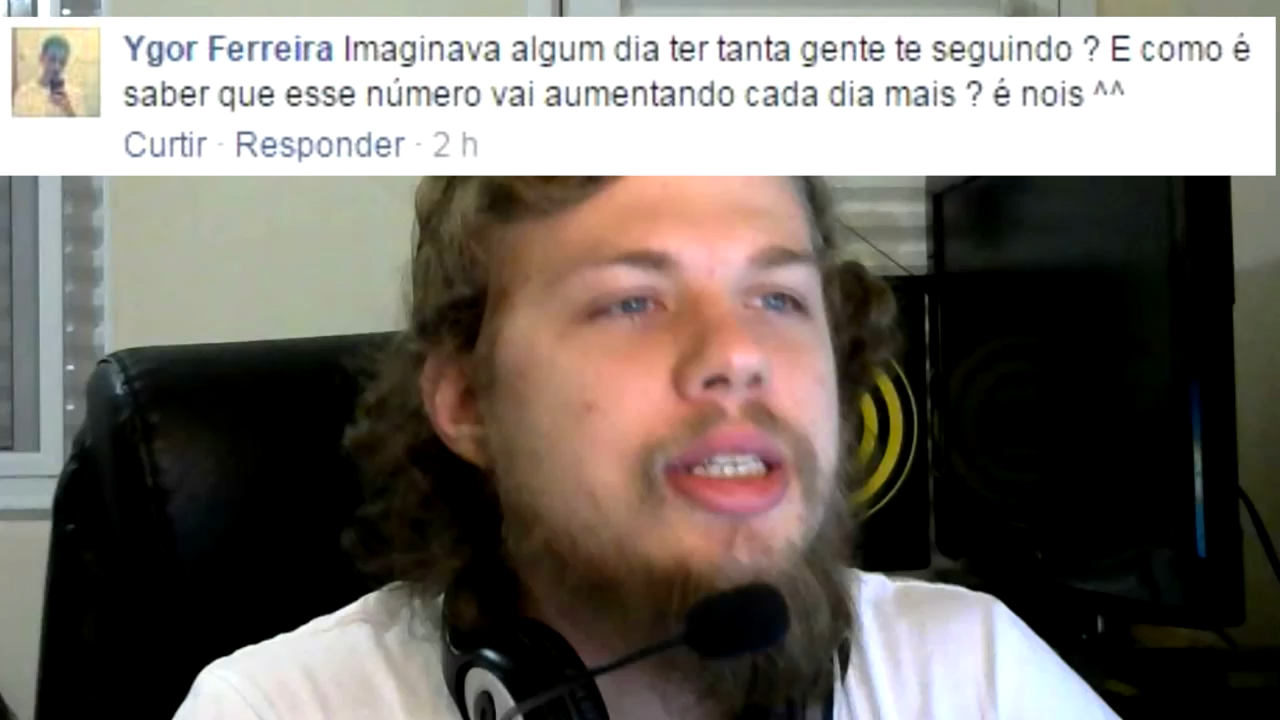 Ygor Ferreira Imaginava algum dia ter tanta gente te seguindo ? E como é
saber que esse número vai aumentando cada dia mais ? é nois ^^
Curtir · Responder · 2 h